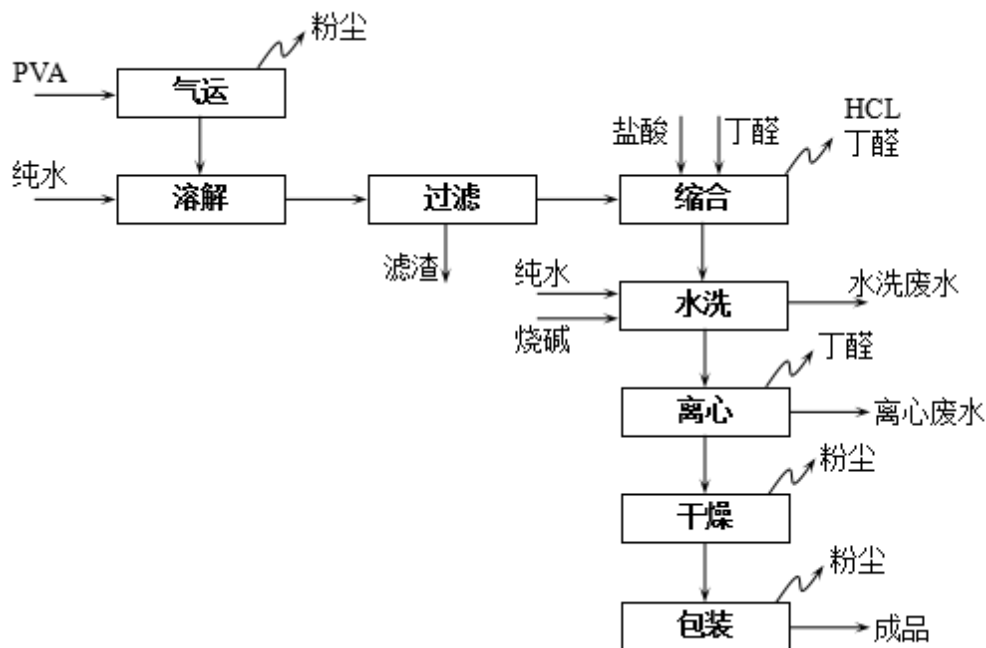 粉尘
PVA
气运
盐酸
丁醛
HCL
丁醛
纯水
溶解
过滤
缩合
滤渣
纯水
水洗
水洗废水
烧碱
丁醛
离心
离心废水
粉尘
干燥
粉尘
包装
成品